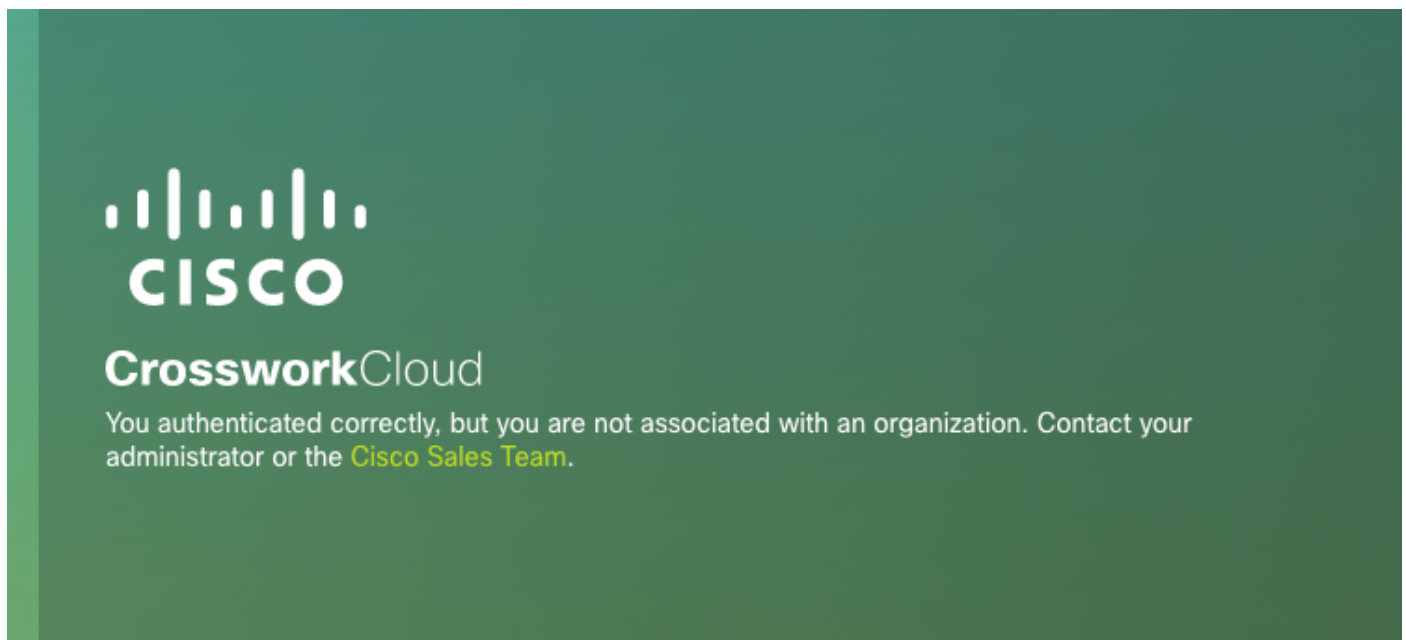 CISCO
CrossworkCloud
You authenticated correctly, but you are not associated with an organization. Contact your
administrator or the Cisco Sales Team.